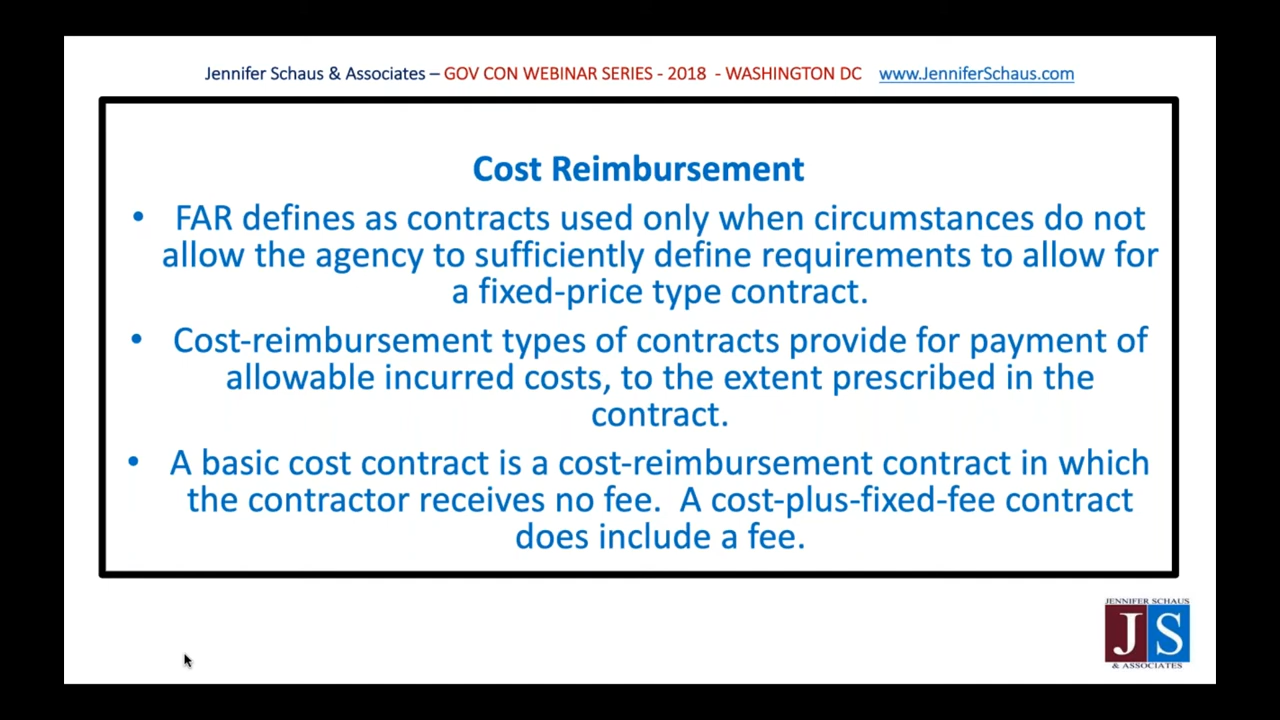 Jennifer Schaus & Associates – GOV CON WEBINAR SERIES - 2018 - WASHINGTON DC www.JenniferSchaus.com
Cost Reimbursement
• FAR defines as contracts used only when circumstances do not
allow the agency to sufficiently define requirements to allow for
a fixed-price type contract.
• Cost-reimbursement types of contracts provide for payment of
allowable incurred costs, to the extent prescribed in the
contract.
• A basic cost contract is a cost-reimbursement contract in which
the contractor receives no fee. A cost-plus-fixed-fee contract
does include a fee.
JENNIFER SCHAUS
JS
& ASSOCIATES